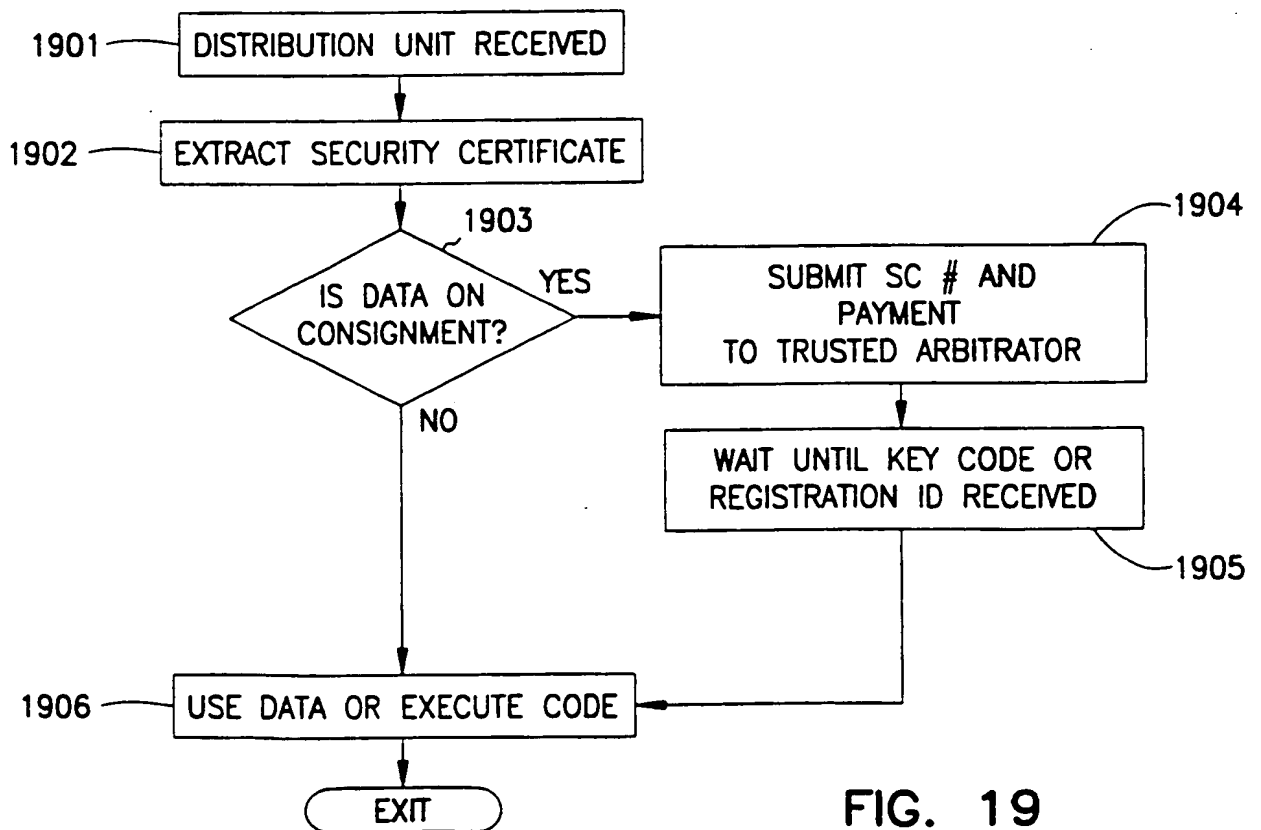 1901
DISTRIBUTION UNIT RECEIVED
1902
EXTRACT SECURITY CERTIFICATE
1903
IS DATA ON
CONSIGNMENT?
YES
NO
1904
SUBMIT SC # AND
PAYMENT
TO TRUSTED ARBITRATOR
WAIT UNTIL KEY CODE OR
REGISTRATION ID RECEIVED
1905
1906
USE DATA OR EXECUTE CODE
EXIT
FIG. 19